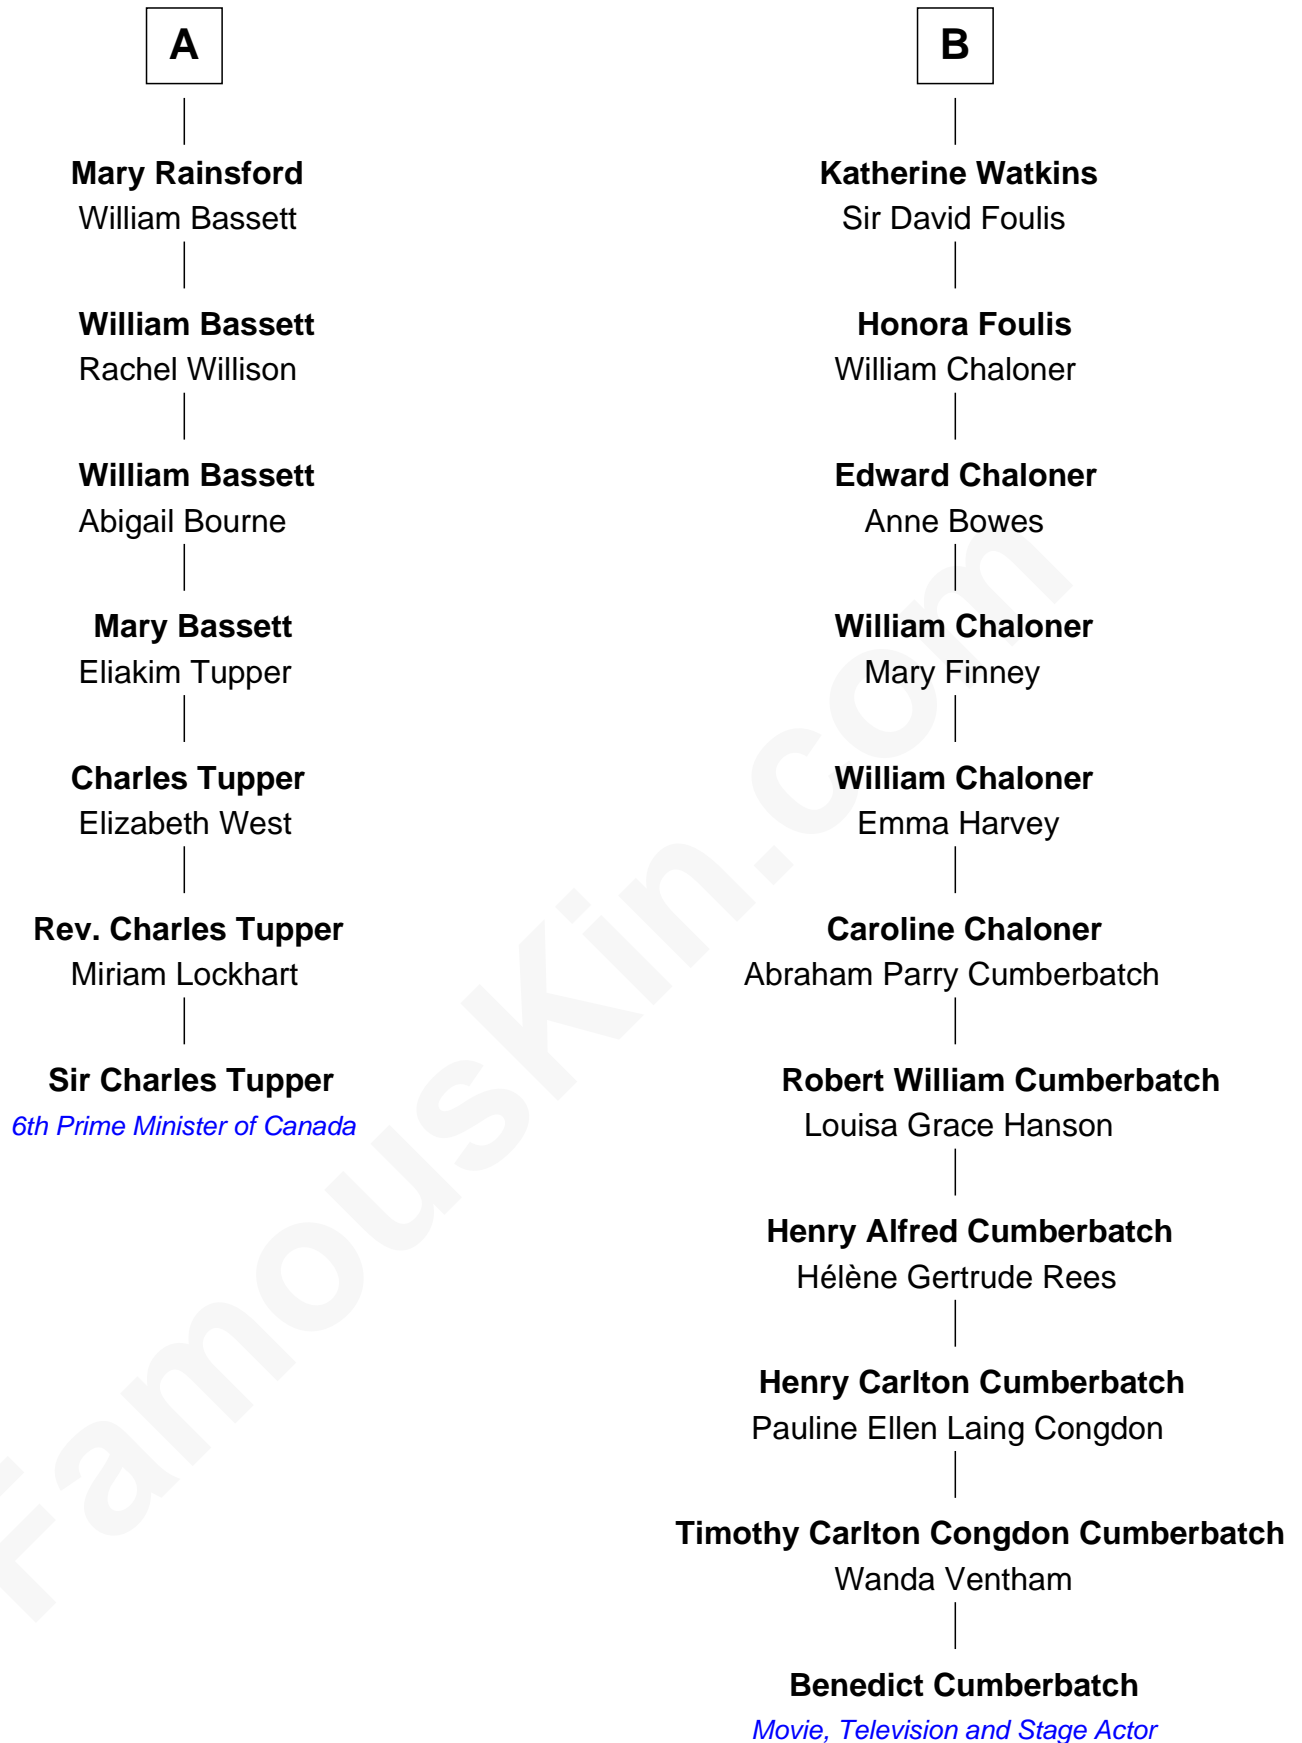 A
Mary Rainsford
William Bassett
William Bassett
Rachel Willison
William Bassett
Abigail Bourne
Mary Bassett
Eliakim Tupper
Charles Tupper
Elizabeth West
Rev. Charles Tupper
Miriam Lockhart
Sir Charles Tupper
6th Prime Minister of Canada
B
Katherine Watkins
Sir David Foulis
Honora Foulis
William Chaloner
Edward Chaloner
Anne Bowes
William Chaloner
Mary Finney
William Chaloner
Emma Harvey
Caroline Chaloner
Abraham Parry Cumberbatch
Robert William Cumberbatch
Louisa Grace Hanson
Henry Alfred Cumberbatch
Hélène Gertrude Rees
Henry Carlton Cumberbatch
Pauline Ellen Laing Congdon
Timothy Carlton Congdon Cumberbatch
Wanda Ventham
Benedict Cumberbatch
Movie, Television and Stage Actor
FamousKin.com